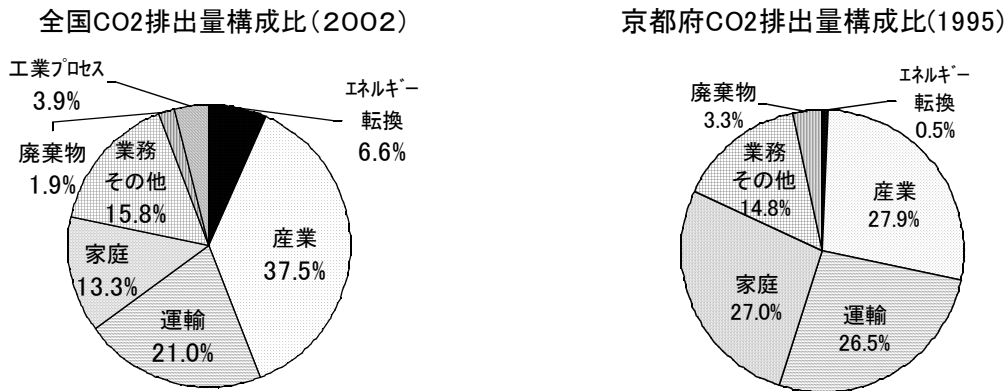 全国CO2排出量構成比(2002)
工業プロセス
3.9%
エネルギー
転換
6.6%
廃棄物
1.9%
業務
その他
15.8%
産業
37.5%
家庭
13.3%
運輸
21.0%
京都府CO2排出量構成比(1995)
エネルギー
転換
0.5%
廃棄物
3.3%
業務
その他
14.8%
産業
27.9%
家庭
27.0%
運輸
26.5%